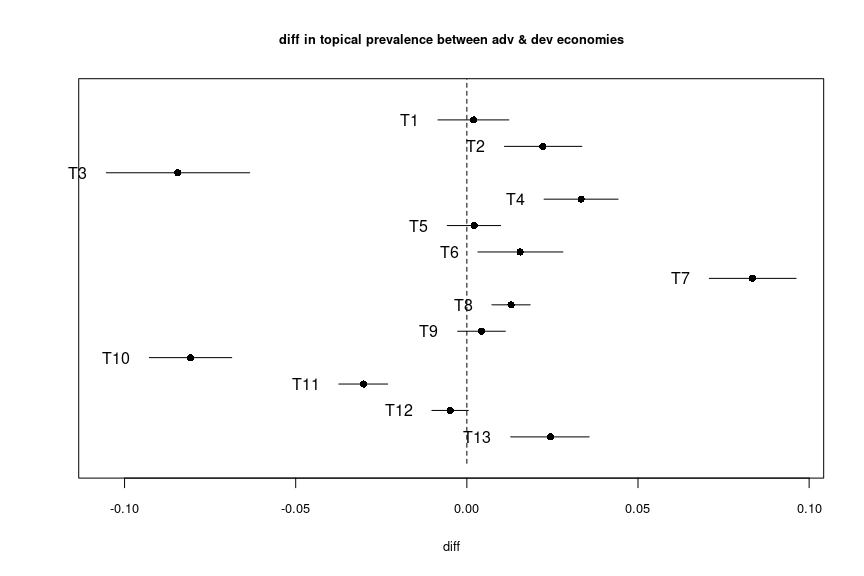 diff in topical prevalence between adv & dev economies
T1
T2
T3
T4
T5
T6
T7
T8
T9
T10
T11
T12
T13
-0.10 -0.05 0.00 0.05 0.10
diff